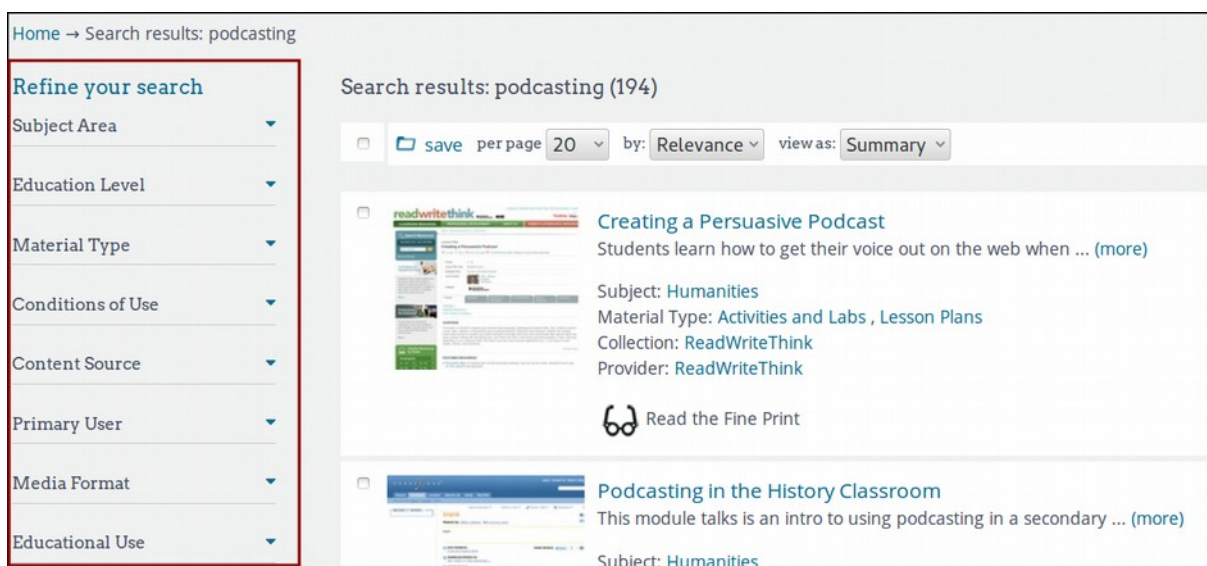 Home → Search results: podcasting
Refine your search
Subject Area
Education Level
Material Type
Conditions of Use
Content Source
Primary User
Media Format
Educational Use
Search results: podcasting (194)
save per page 20 by: Relevance view as: Summary
readwritethink
Creating a Persuasive Podcast
Students learn how to get their voice out on the web when ... (more)
Subject: Humanities
Material Type: Activities and Labs , Lesson Plans
Collection: ReadWriteThink
Provider: ReadWriteThink
Read the Fine Print
Podcasting in the History Classroom
This module talks is an intro to using podcasting in a secondary ... (more)
Subject: Humanities